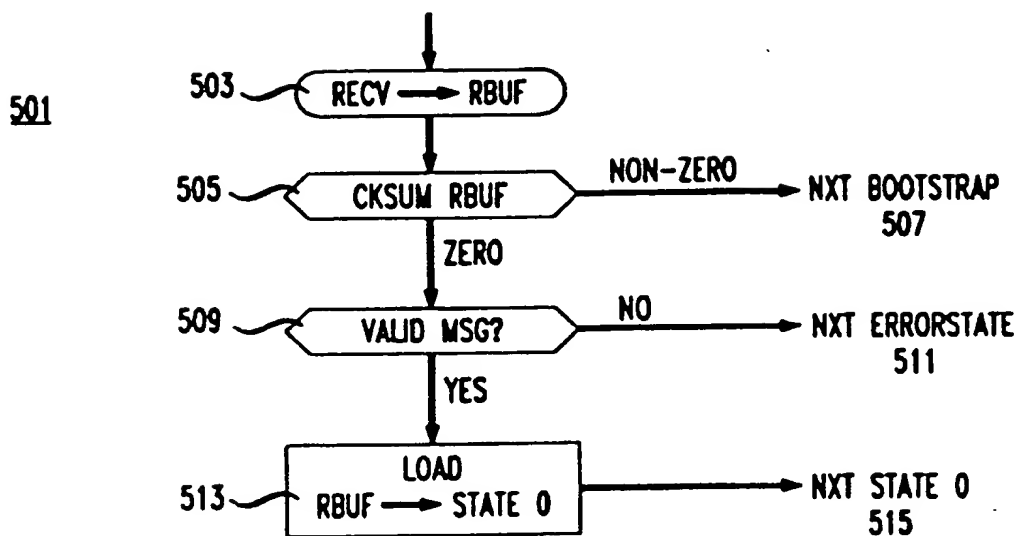 501
503
RECV → RBUF
505
CKSUM RBUF
NON-ZERO
NXT BOOTSTRAP
507
ZERO
509
VALID MSG?
NO
NXT ERRORSTATE
511
YES
513
LOAD
RBUF → STATE 0
NXT STATE 0
515